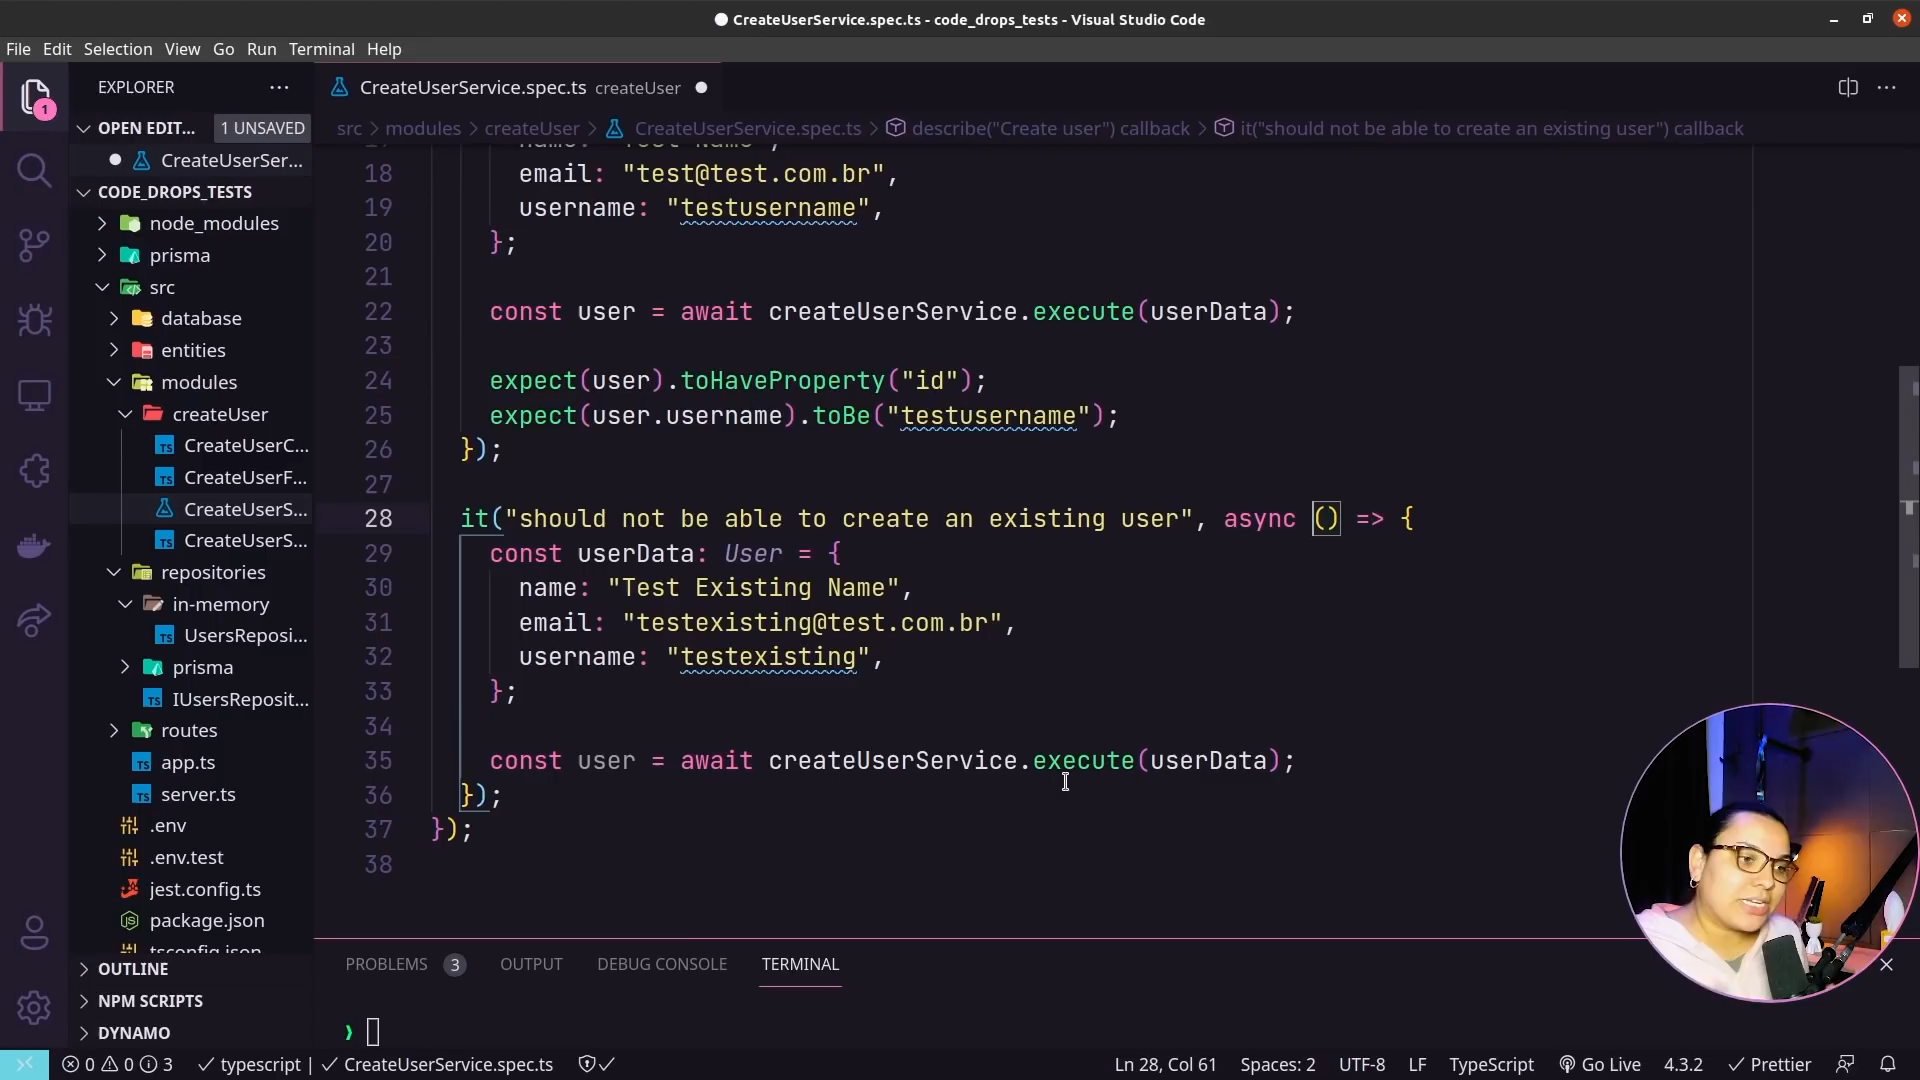 CreateUserService.spec.ts - code_drops_tests - Visual Studio Code
File Edit Selection View Go Run Terminal Help
EXPLORER
1
OPEN EDIT... 1 UNSAVED
CreateUserSer...
CODE_DROPS_TESTS
node_modules
prisma
src
database
entities
modules
createUser
CreateUserC...
CreateUserF...
CreateUserS...
CreateUserS...
repositories
in-memory
UsersReposi...
prisma
IUsersReposit...
routes
app.ts
server.ts
.env
.env.test
jest.config.ts
package.json
tsconfig.json
OUTLINE
NPM SCRIPTS
DYNAMO
CreateUserService.spec.ts createUser
src > modules > createUser > CreateUserService.spec.ts > describe("Create user") callback > it("should not be able to create an existing user") callback
18 email: "test@test.com.br",
19 username: "testusername",
20 };
21
22 const user = await createUserService.execute(userData);
23
24 expect(user).toHaveProperty("id");
25 expect(user.username).toBe("testusername");
26 });
27
28 it("should not be able to create an existing user", async () => {
29 const userData: User = {
30 name: "Test Existing Name",
31 email: "testexisting@test.com.br",
32 username: "testexisting",
33 };
34
35 const user = await createUserService.execute(userData);
36 });
37 });
38
PROBLEMS 3 OUTPUT DEBUG CONSOLE TERMINAL
❯
0 0 3 typescript | CreateUserService.spec.ts Ln 28, Col 61 Spaces: 2 UTF-8 LF TypeScript Go Live 4.3.2 Prettier